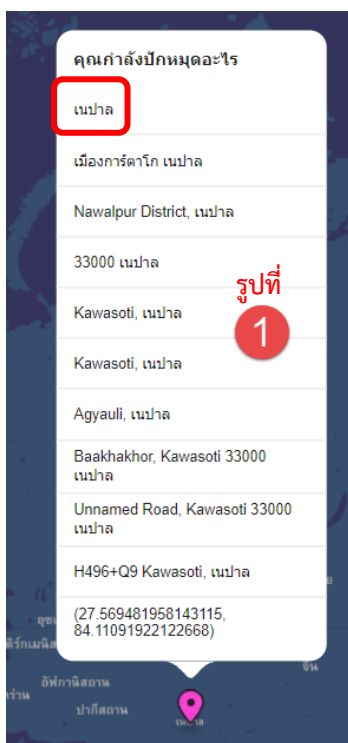 คุณกำลังปักหมุดอะไร
เนปาล
เมืองการ์ตาโก เนปาล
Nawalpur District, เนปาล
33000 เนปาล
รูปที่
1
Kawasoti, เนปาล
Kawasoti, เนปาล
Agyauli, เนปาล
Baakhakhor, Kawasoti 33000
เนปาล
Unnamed Road, Kawasoti 33000
เนปาล
H496+Q9 Kawasoti, เนปาล
(27.569481958143115,
84.11091922122668)
จีน
อัฟกานิสถาน
ปากีสถาน